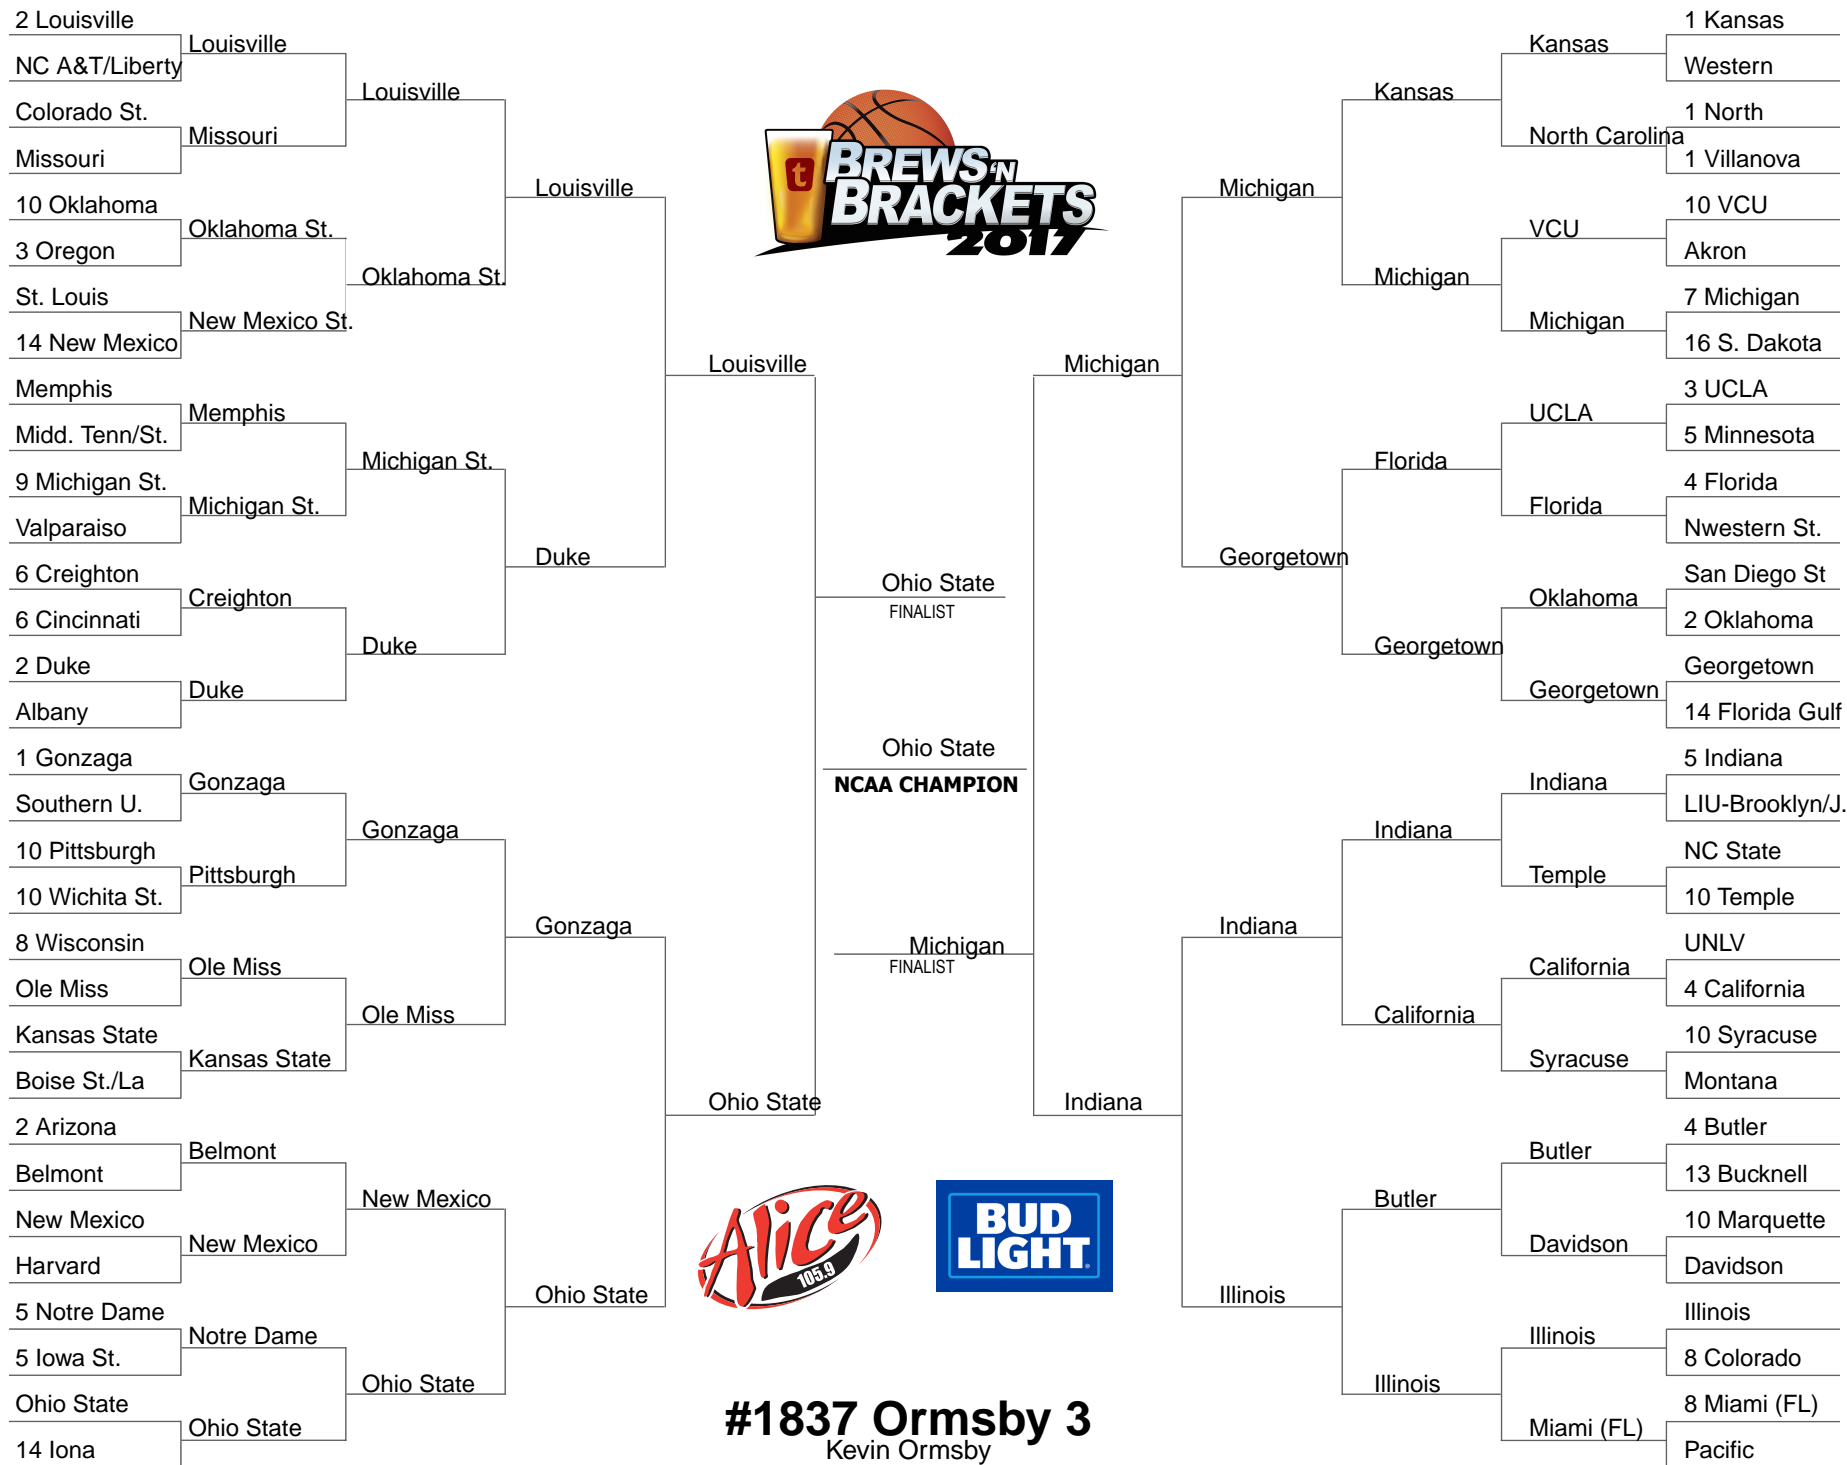 2 Louisville
NC A&T/Liberty
Colorado St.
Missouri
10 Oklahoma
3 Oregon
St. Louis
14 New Mexico
Memphis
Midd. Tenn/St.
9 Michigan St.
Valparaiso
6 Creighton
6 Cincinnati
2 Duke
Albany
1 Gonzaga
Southern U.
10 Pittsburgh
10 Wichita St.
8 Wisconsin
Ole Miss
Kansas State
Boise St./La
2 Arizona
Belmont
New Mexico
Harvard
5 Notre Dame
5 Iowa St.
Ohio State
14 Iona
Louisville
Missouri
Oklahoma St.
New Mexico St.
Memphis
Michigan St.
Creighton
Duke
Gonzaga
Pittsburgh
Ole Miss
Kansas State
Belmont
New Mexico
Notre Dame
Ohio State
Louisville
Oklahoma St.
Michigan St.
Duke
Gonzaga
Ole Miss
New Mexico
Ohio State
Louisville
Duke
Gonzaga
Ohio State
Louisville
Ohio State
t
BREWS 'N
BRACKETS
2017
Ohio State
FINALIST
Ohio State
NCAA CHAMPION
Michigan
FINALIST
Alice
105.9
BUD
LIGHT
#1837 Ormsby 3
Kevin Ormsby
Michigan
Indiana
Michigan
Georgetown
Indiana
Illinois
Kansas
Michigan
Florida
Georgetown
Indiana
California
Butler
Illinois
Kansas
North Carolina
VCU
Michigan
UCLA
Florida
Oklahoma
Georgetown
Indiana
Temple
California
Syracuse
Butler
Davidson
Illinois
Miami (FL)
1 Kansas
Western
1 North
1 Villanova
10 VCU
Akron
7 Michigan
16 S. Dakota
3 UCLA
5 Minnesota
4 Florida
Nwestern St.
San Diego St
2 Oklahoma
Georgetown
14 Florida Gulf
5 Indiana
LIU-Brooklyn/J.
NC State
10 Temple
UNLV
4 California
10 Syracuse
Montana
4 Butler
13 Bucknell
10 Marquette
Davidson
Illinois
8 Colorado
8 Miami (FL)
Pacific